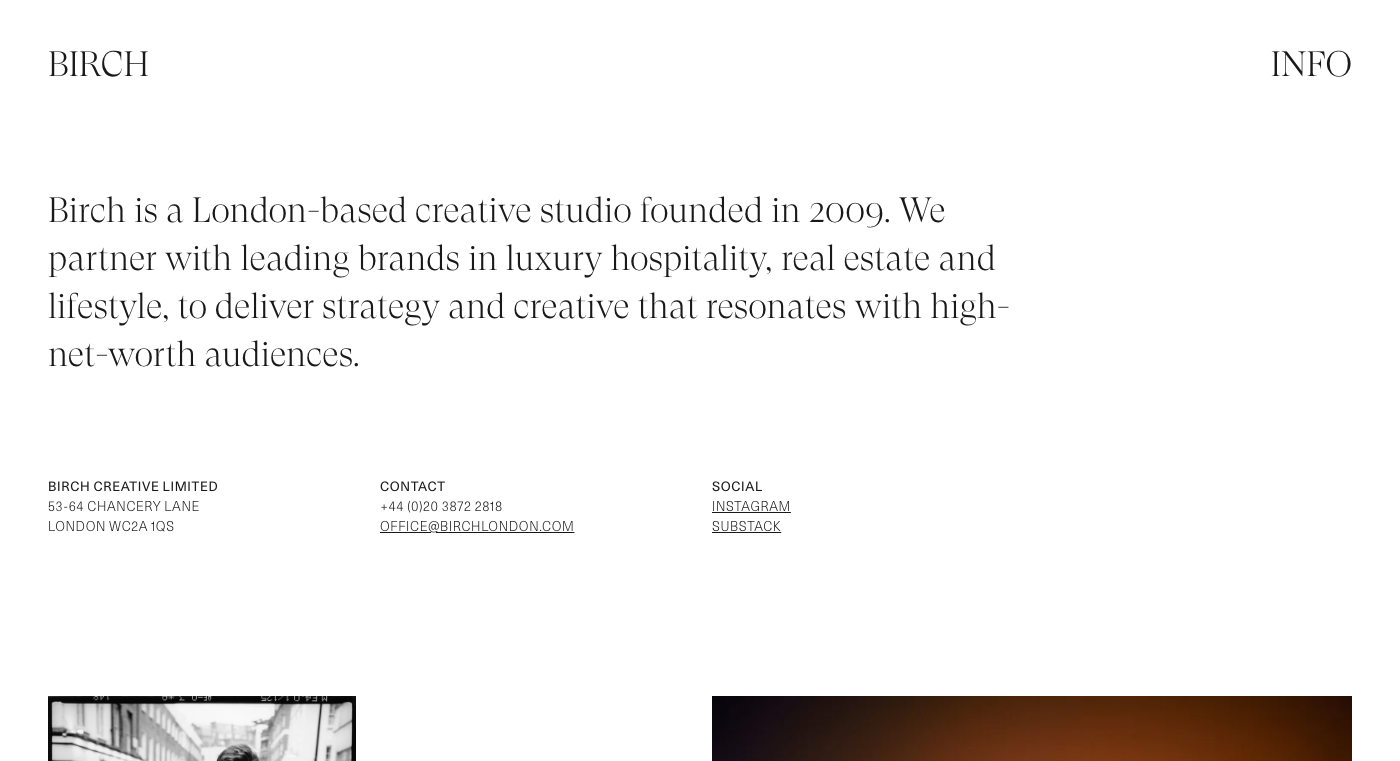 BIRCH
INFO
Birch is a London-based creative studio founded in 2009. We
partner with leading brands in luxury hospitality, real estate and
lifestyle, to deliver strategy and creative that resonates with high-
net-worth audiences.
BIRCH CREATIVE LIMITED
53-64 CHANCERY LANE
LONDON WC2A 1QS
CONTACT
+44 (0)20 3872 2818
OFFICE@BIRCHLONDON.COM
SOCIAL
INSTAGRAM
SUBSTACK